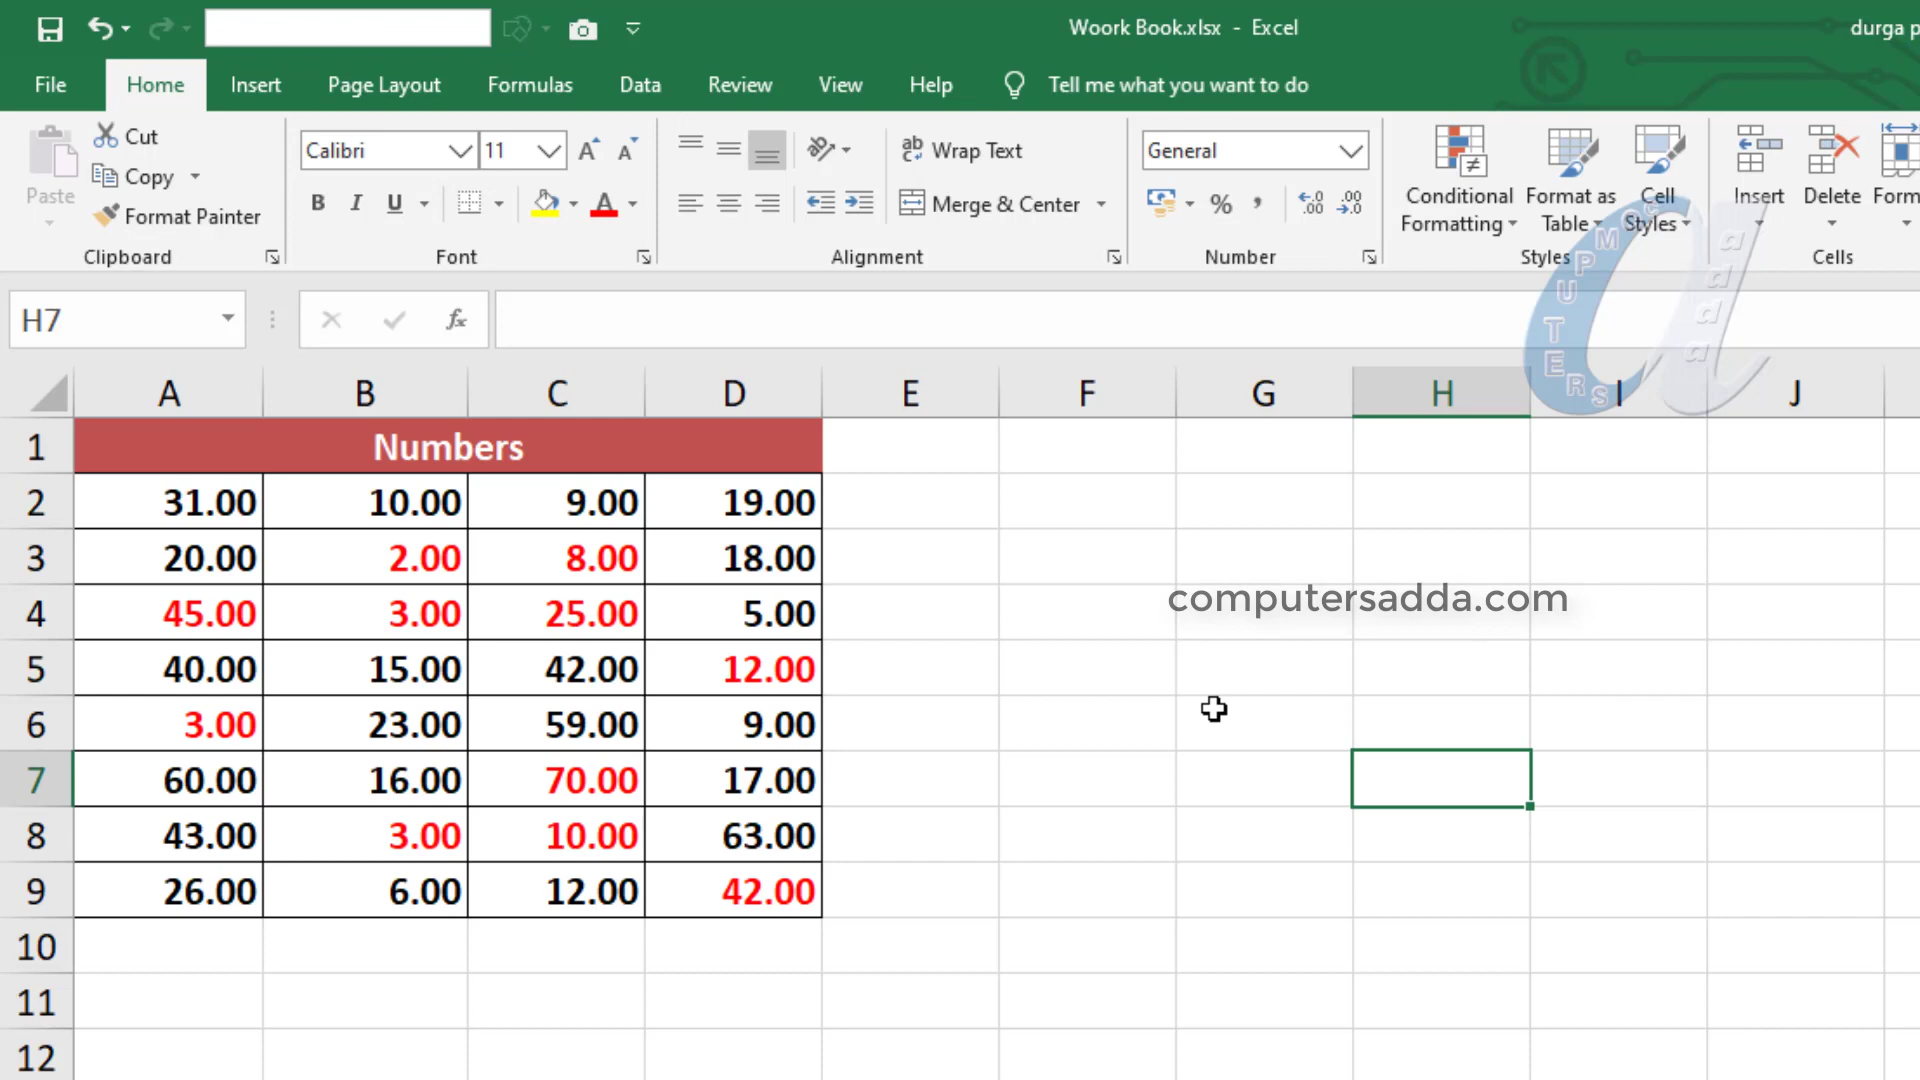 Woork Book.xlsx - Excel
durga p
File Home Insert Page Layout Formulas Data Review View Help Tell me what you want to do
Paste
Cut
Copy
Format Painter
Clipboard
Calibri 11
B I U
Font
Wrap Text
Merge & Center
Alignment
General
Number
Conditional Formatting
Format as Table
Cell Styles
Styles
Insert Delete Form
Cells
COMPUTERS
adda
H7
fx
A B C D E F G H I J
1 Numbers
2 31.00 10.00 9.00 19.00
3 20.00 2.00 8.00 18.00
4 45.00 3.00 25.00 5.00
computersadda.com
5 40.00 15.00 42.00 12.00
6 3.00 23.00 59.00 9.00
7 60.00 16.00 70.00 17.00
8 43.00 3.00 10.00 63.00
9 26.00 6.00 12.00 42.00
10
11
12